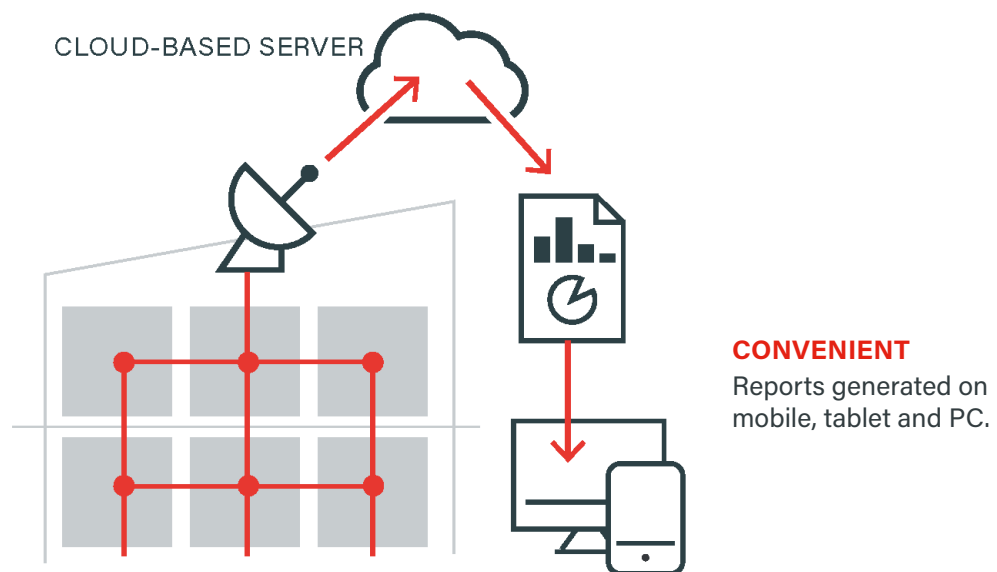 CLOUD-BASED SERVER
CONVENIENT
Reports generated on
mobile, tablet and PC.